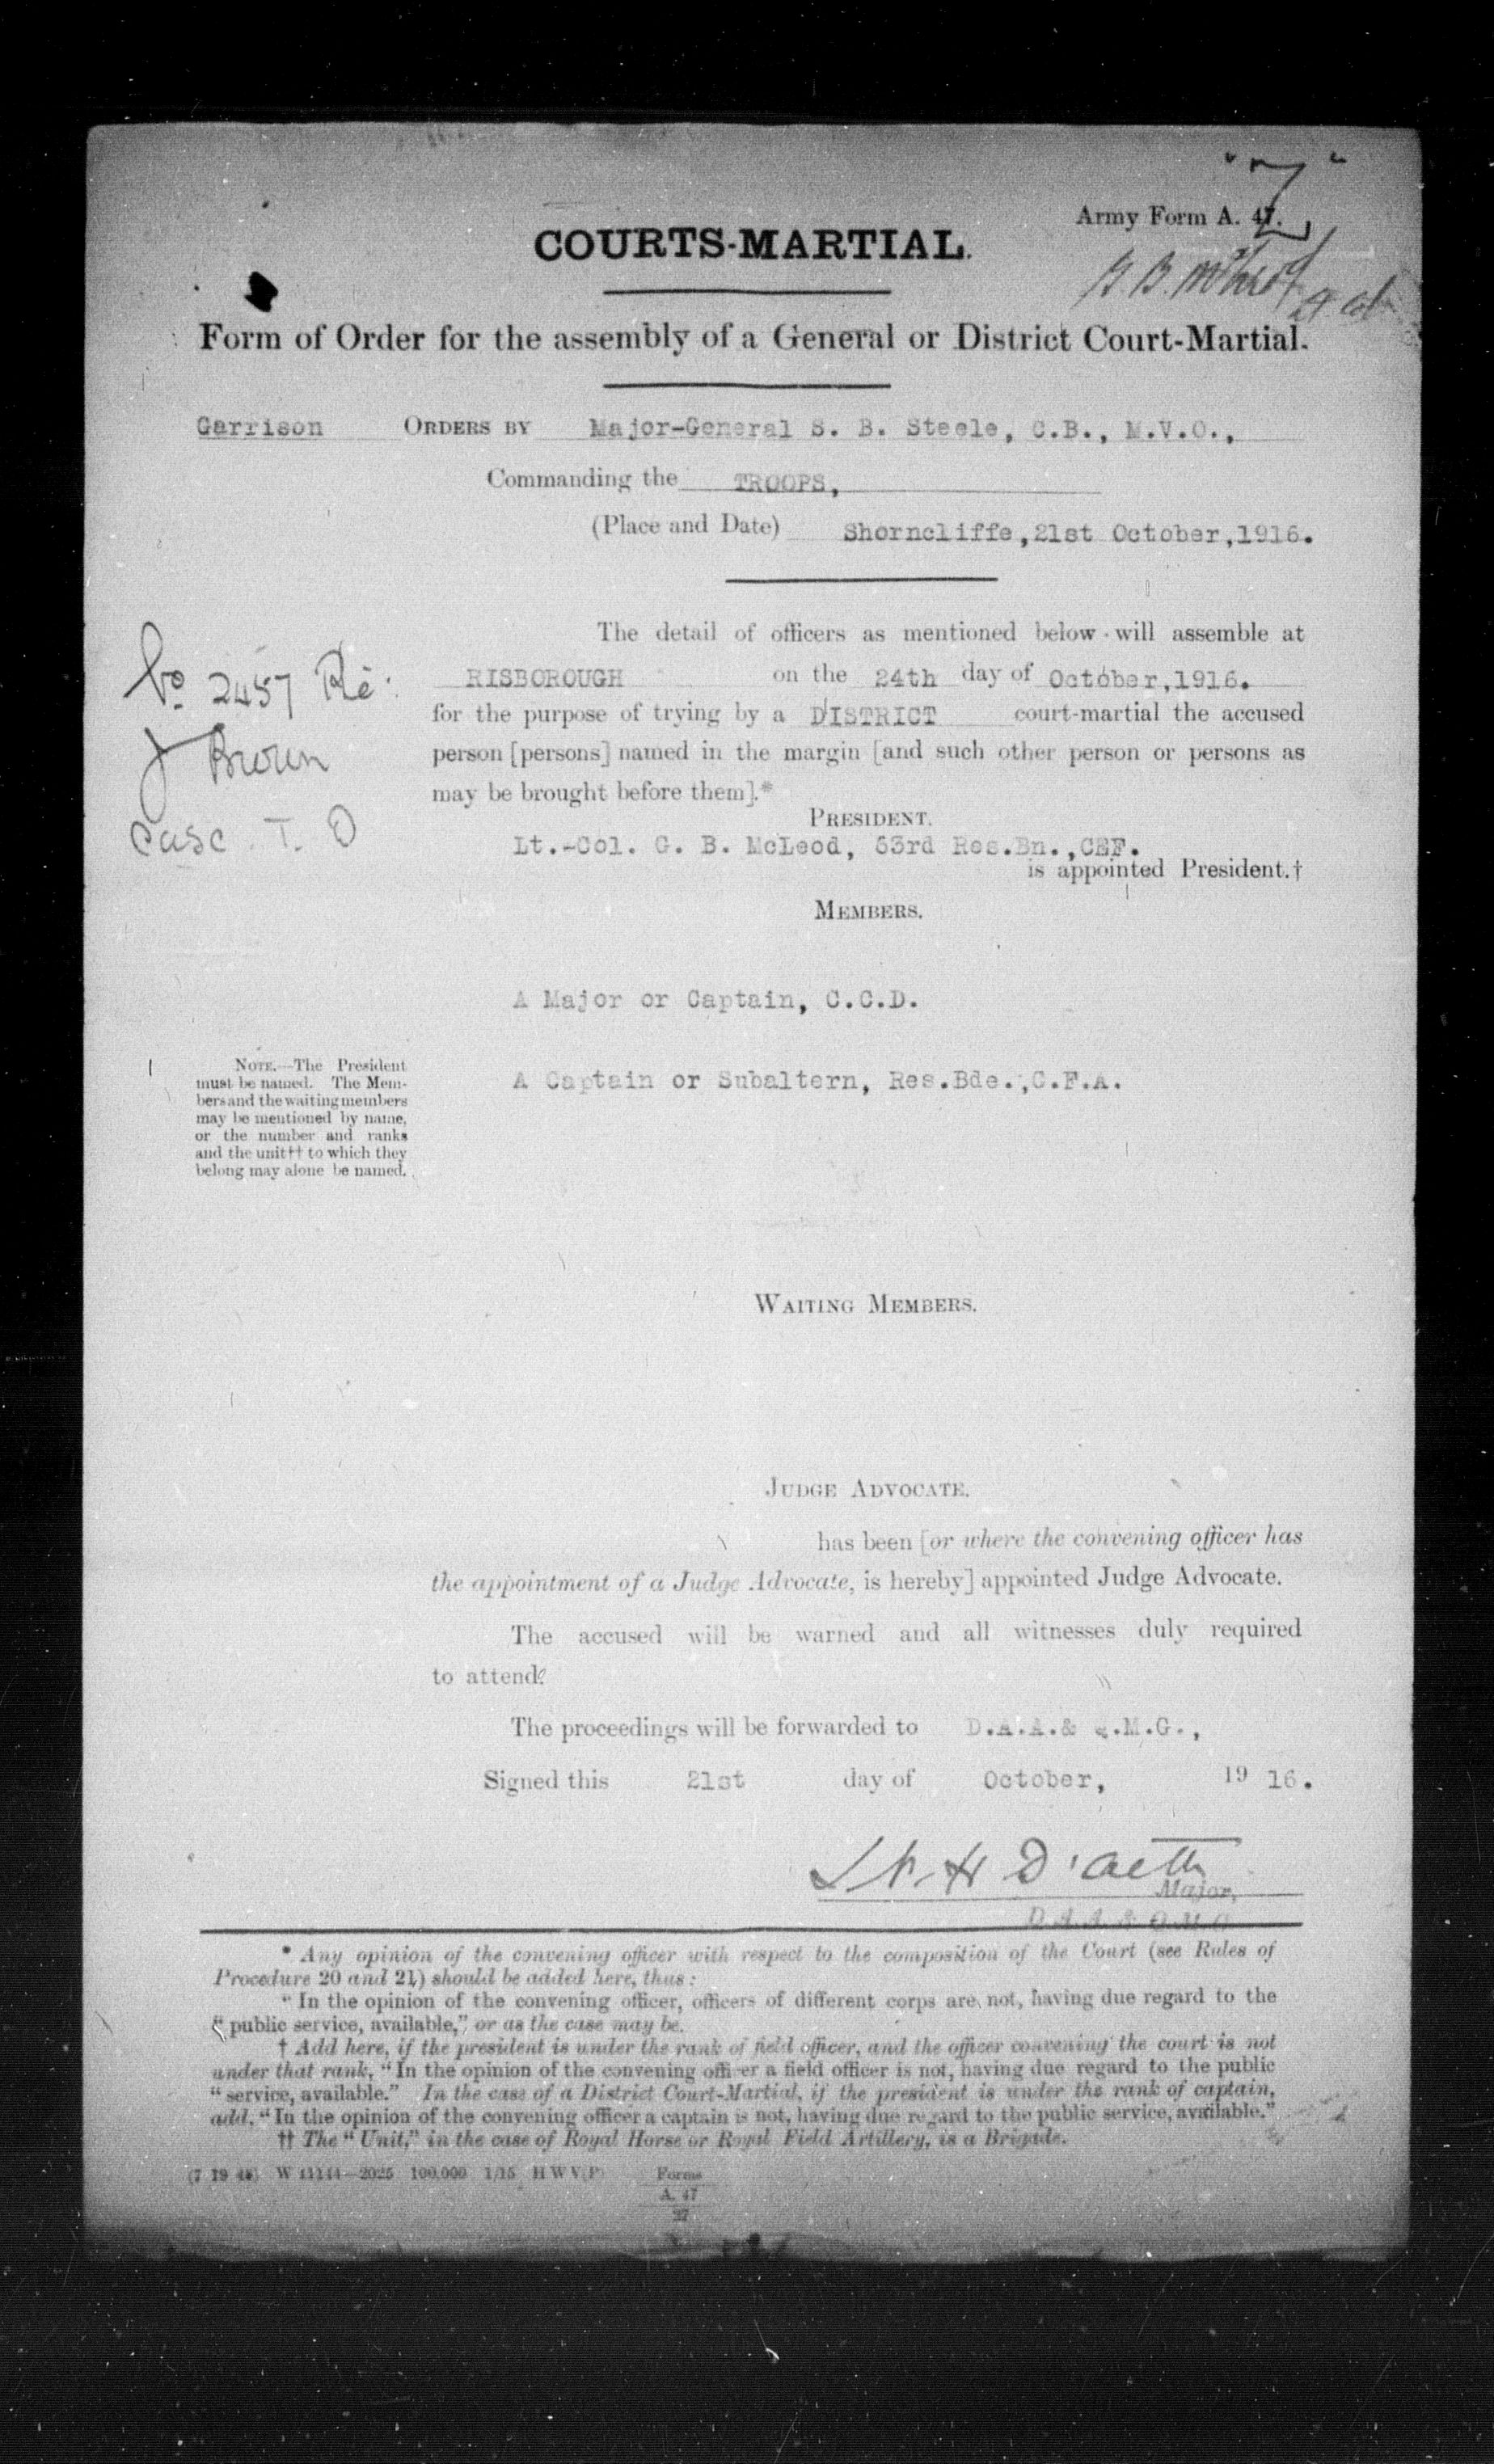 "Z"
Army Form A. 47.
COURTS-MARTIAL.
Lt Col
Form of Order for the assembly of a General or District Court-Martial.
Garrison ORDERS BY Major-General S. B. Steele, C.B., M.V.O.,
Commanding the TROOPS,
(Place and Date) Shorncliffe, 21st October, 1916.
The detail of officers as mentioned below will assemble at
RISBOROUGH on the 24th day of October, 1916.
for the purpose of trying by a DISTRICT court-martial the accused
person [persons] named in the margin [and such other person or persons as
may be brought before them].*
No 2457 Pte.
J Brown
CASC. T. D
PRESIDENT.
Lt.-Col. G. B. McLeod, 63rd Res.Bn.,CEF.
is appointed President.†
MEMBERS.
A Major or Captain, C.C.D.
A Captain or Subaltern, Res.Bde.,C.F.A.
NOTE.—The President
must be named. The Mem-
bers and the waiting members
may be mentioned by name,
or the number and ranks
and the unit†† to which they
belong may alone be named.
WAITING MEMBERS.
JUDGE ADVOCATE.
has been [or where the convening officer has
the appointment of a Judge Advocate, is hereby] appointed Judge Advocate.
The accused will be warned and all witnesses duly required
to attend.
The proceedings will be forwarded to D.A.A.& Q.M.G.,
Signed this 21st day of October, 1916.
D'Aeth
Major,
D.A.A. & Q.M.G.
* Any opinion of the convening officer with respect to the composition of the Court (see Rules of
Procedure 20 and 21) should be added here, thus:
"In the opinion of the convening officer, officers of different corps are not, having due regard to the
"public service, available," or as the case may be.
† Add here, if the president is under the rank of field officer, and the officer convening the court is not
under that rank, "In the opinion of the convening officer a field officer is not, having due regard to the public
"service, available." In the case of a District Court-Martial, if the president is under the rank of captain,
add, "In the opinion of the convening officer a captain is not, having due regard to the public service, available."
†† The "Unit," in the case of Royal Horse or Royal Field Artillery, is a Brigade.
W 11144—2025 100,000 1/15 H W V(P) Forms
A. 47